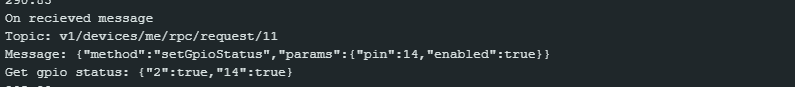 On recieved message
Topic: v1/devices/me/rpc/request/11
Message: {"method":"setGpioStatus","params":{"pin":14,"enabled":true}}
Get gpio status: {"2":true,"14":true}